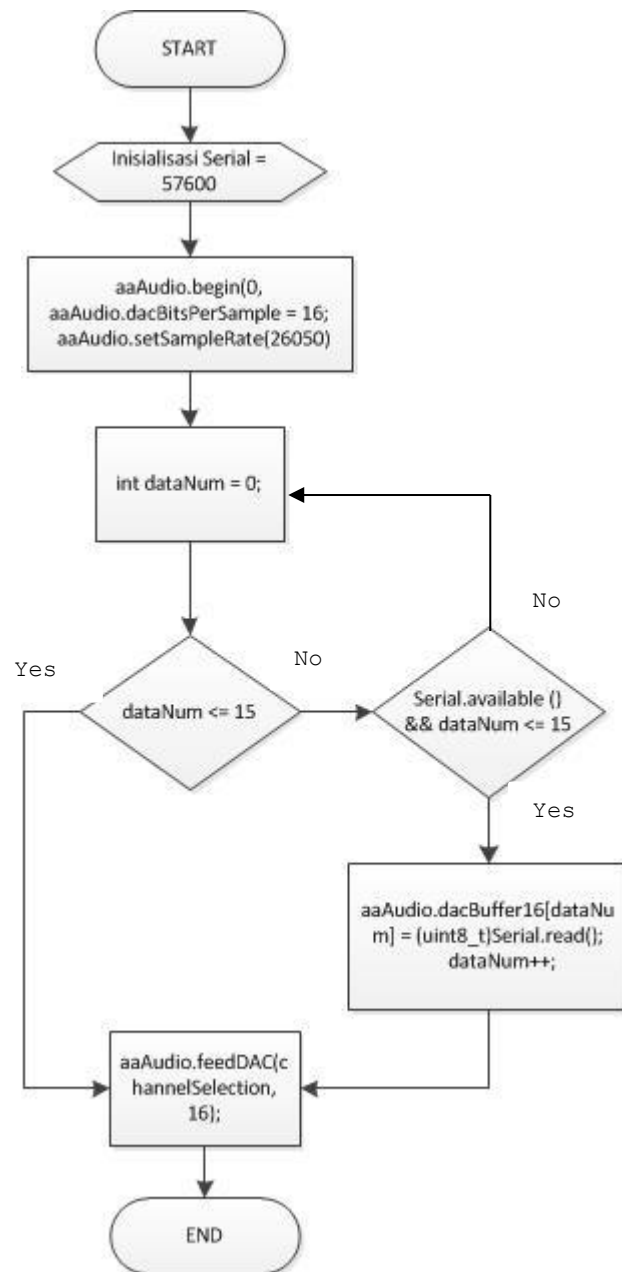 START
Inisialisasi Serial =
57600
aaAudio.begin(0,
aaAudio.dacBitsPerSample = 16;
aaAudio.setSampleRate(26050)
int dataNum = 0;
No
Yes
No
dataNum <= 15
Serial.available ()
&& dataNum <= 15
Yes
aaAudio.dacBuffer16[dataNu
m] = (uint8_t)Serial.read();
dataNum++;
aaAudio.feedDAC(c
hannelSelection,
16);
END